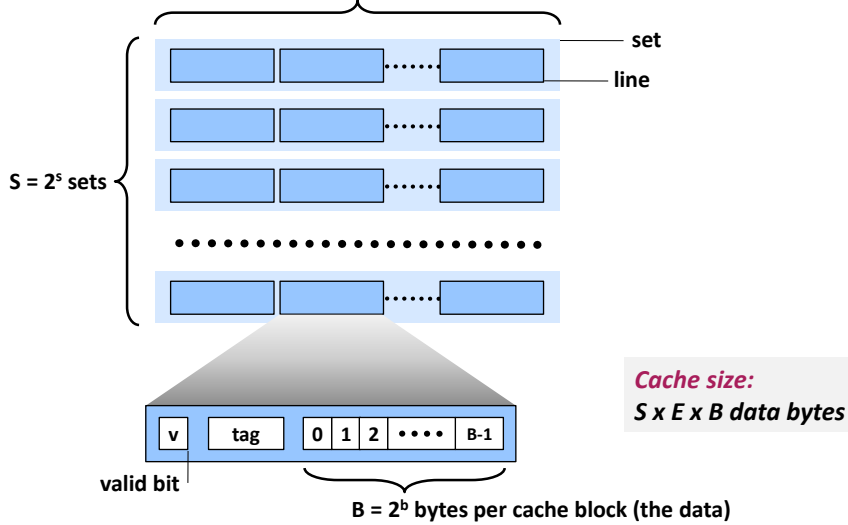 set
line
S = 2ˢ sets
Cache size:
S x E x B data bytes
v tag 0 1 2 •••• B-1
valid bit
B = 2ᵇ bytes per cache block (the data)